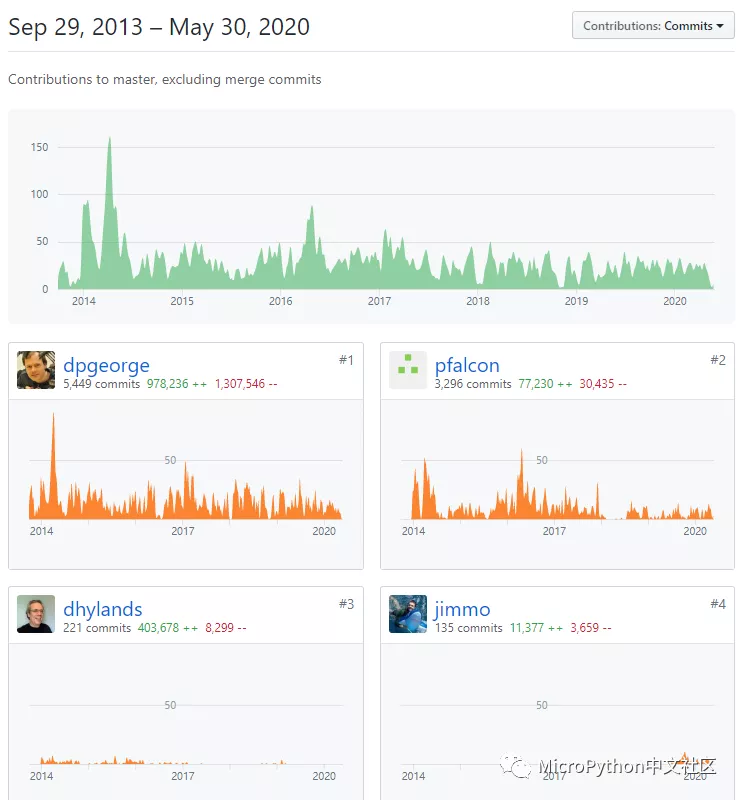 Sep 29, 2013 – May 30, 2020
Contributions: Commits
Contributions to master, excluding merge commits
150
100
50
0
2014 2015 2016 2017 2018 2019 2020
dpgeorge #1
5,449 commits 978,236 ++ 1,307,546 --
50
2014 2017 2020
pfalcon #2
3,296 commits 77,230 ++ 30,435 --
50
2014 2017 2020
dhylands #3
221 commits 403,678 ++ 8,299 --
50
2014 2017 2020
jimmo #4
135 commits 11,377 ++ 3,659 --
50
2014 2017 2020
MicroPython中文社区